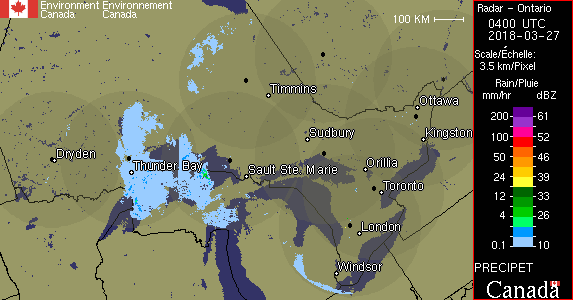 Environment Environnement
Canada Canada
100 KM
Timmins
Ottawa
Sudbury
Kingston
Dryden
Thunder Bay
Sault Ste. Marie
Orillia
Toronto
London
Windsor
Radar - Ontario
0400 UTC
2018-03-27
Scale/Échelle:
3.5 km/Pixel
Rain/Pluie
mm/hr dBZ
200 61
100 52
50 46
24 39
12 33
4 26
0.1 10
PRECIPET
Canada